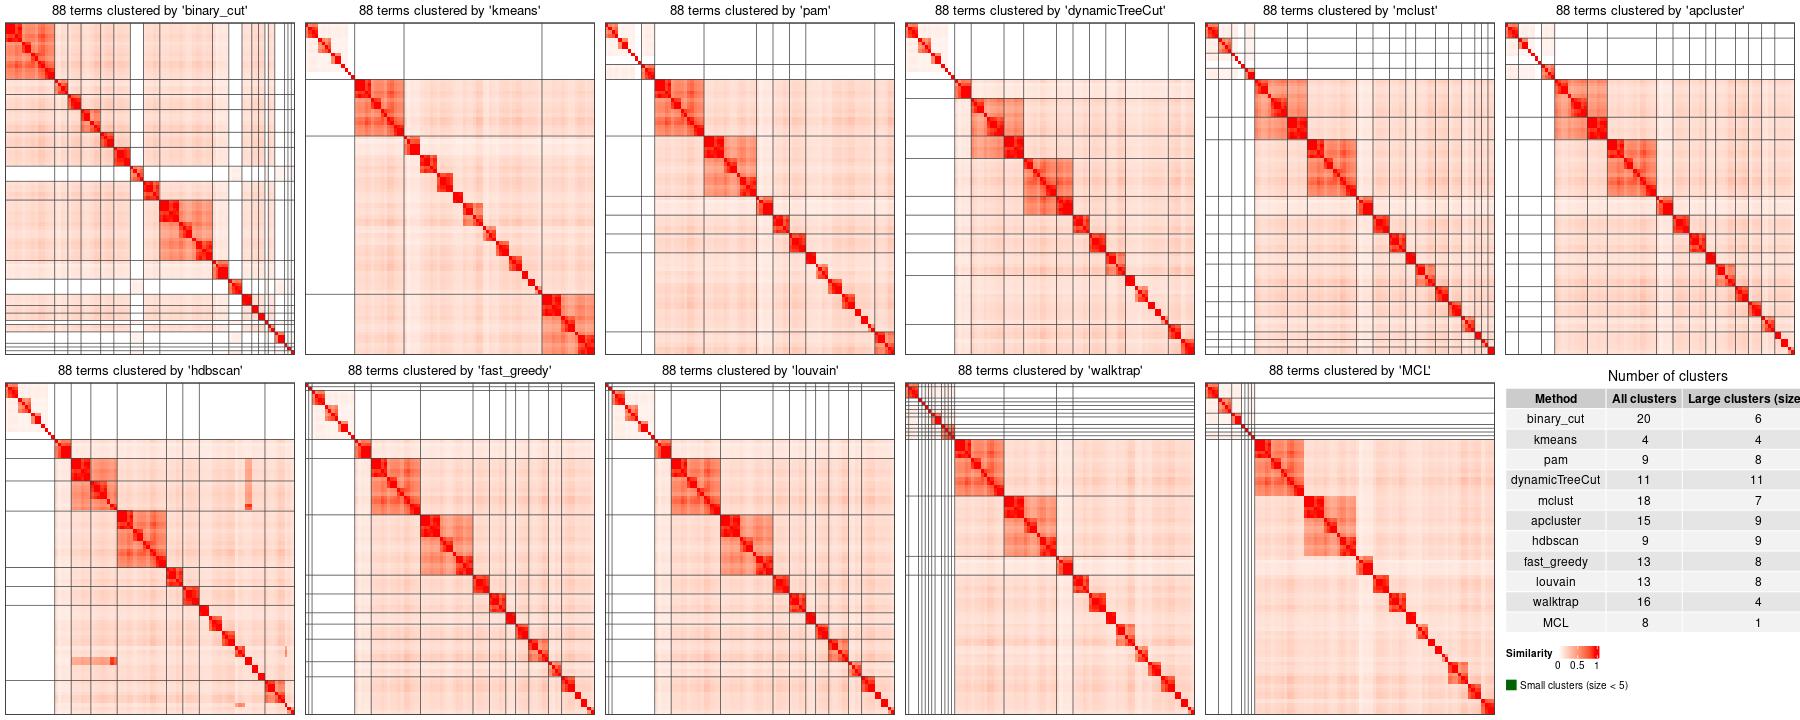 88 terms clustered by 'binary_cut'
88 terms clustered by 'kmeans'
88 terms clustered by 'pam'
88 terms clustered by 'dynamicTreeCut'
88 terms clustered by 'mclust'
88 terms clustered by 'apcluster'
88 terms clustered by 'hdbscan'
88 terms clustered by 'fast_greedy'
88 terms clustered by 'louvain'
88 terms clustered by 'walktrap'
88 terms clustered by 'MCL'
Number of clusters
Method All clusters Large clusters (size
binary_cut 20 6
kmeans 4 4
pam 9 8
dynamicTreeCut 11 11
mclust 18 7
apcluster 15 9
hdbscan 9 9
fast_greedy 13 8
louvain 13 8
walktrap 16 4
MCL 8 1
Similarity
0 0.5 1
Small clusters (size < 5)